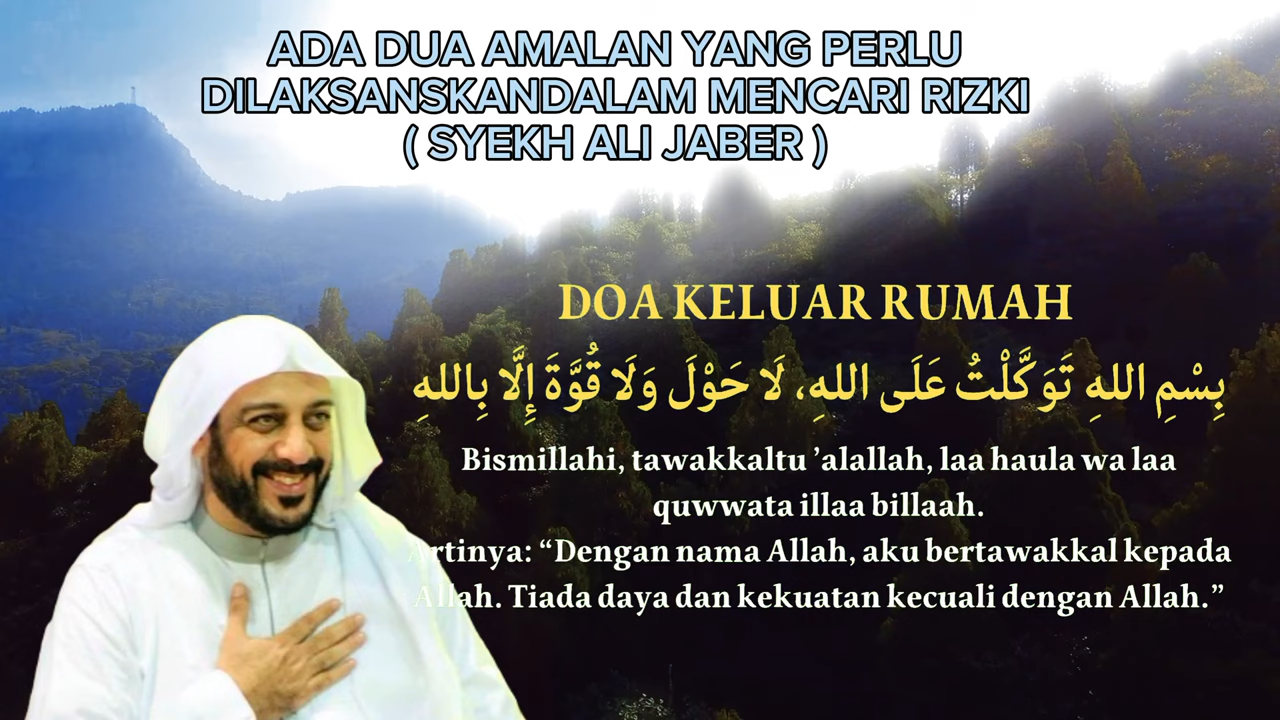 ADA DUA AMALAN YANG PERLU
DILAKSANSKANDALAM MENCARI RIZKI
( SYEKH ALI JABER )
DOA KELUAR RUMAH
بِسْمِ اللهِ تَوَكَّلْتُ عَلَى اللهِ، لَا حَوْلَ وَلَا قُوَّةَ إِلَّا بِاللهِ
Bismillahi, tawakkaltu ’alallah, laa haula wa laa
quwwata illaa billaah.
Artinya: “Dengan nama Allah, aku bertawakkal kepada
Allah. Tiada daya dan kekuatan kecuali dengan Allah.”